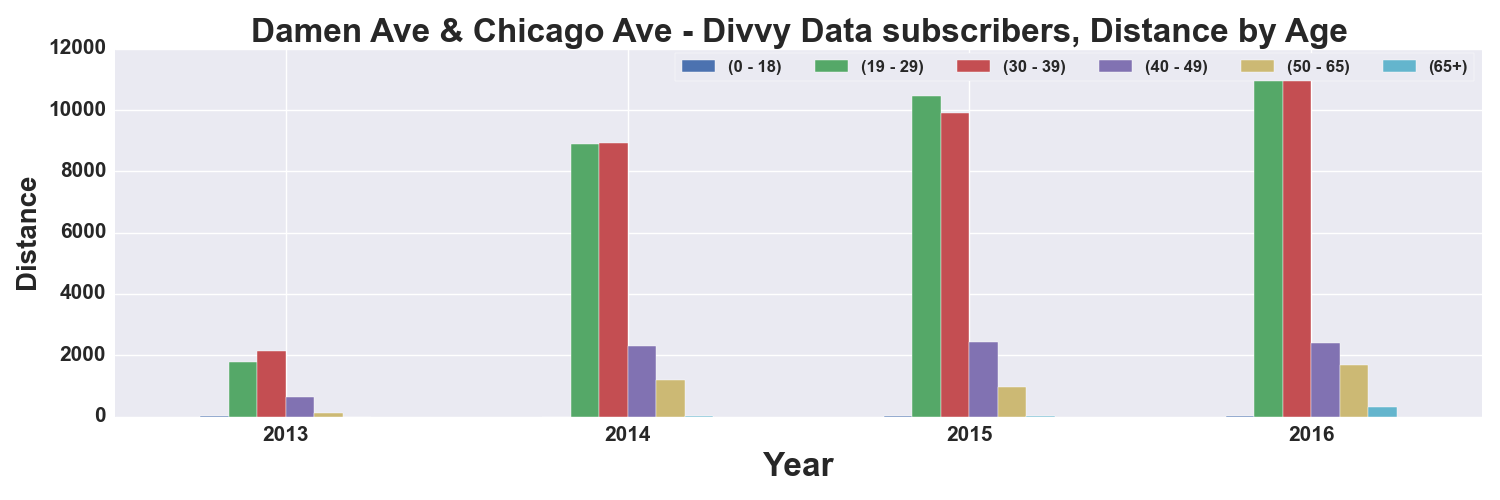 Damen Ave & Chicago Ave - Divvy Data subscribers, Distance by Age
12000
(0 - 18) (19 - 29) (30 - 39) (40 - 49) (50 - 65) (65+)
10000
8000
6000
4000
2000
0
Distance
2013 2014 2015 2016
Year